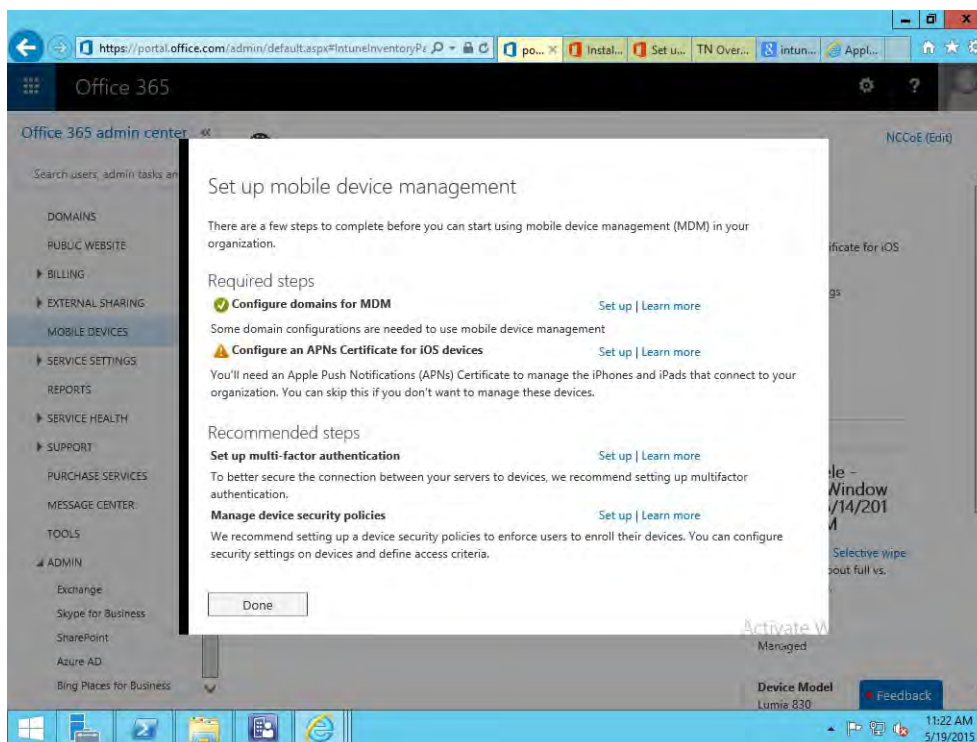 https://portal.office.com/admin/default.aspx#IntuneInventoryPa
po...
Instal...
Set u...
TN Over...
intun...
Appl...
Office 365
Office 365 admin center
NCCoE (Edit)
Search users, admin tasks an
DOMAINS
PUBLIC WEBSITE
BILLING
EXTERNAL SHARING
MOBILE DEVICES
SERVICE SETTINGS
REPORTS
SERVICE HEALTH
SUPPORT
PURCHASE SERVICES
MESSAGE CENTER
TOOLS
ADMIN
Exchange
Skype for Business
SharePoint
Azure AD
Bing Places for Business
Set up mobile device management
There are a few steps to complete before you can start using mobile device management (MDM) in your
organization.
Required steps
Configure domains for MDM Set up | Learn more
Some domain configurations are needed to use mobile device management
Configure an APNs Certificate for iOS devices Set up | Learn more
You'll need an Apple Push Notifications (APNs) Certificate to manage the iPhones and iPads that connect to your
organization. You can skip this if you don't want to manage these devices.
Recommended steps
Set up multi-factor authentication Set up | Learn more
To better secure the connection between your servers to devices, we recommend setting up multifactor
authentication.
Manage device security policies Set up | Learn more
We recommend setting up a device security policies to enforce users to enroll their devices. You can configure
security settings on devices and define access criteria.
Done
ificate for iOS
gs
ele -
Window
/14/201
M
Selective wipe
bout full vs.
Activate W
Managed
Device Model
Lumia 830
Feedback
11:22 AM
5/19/2015